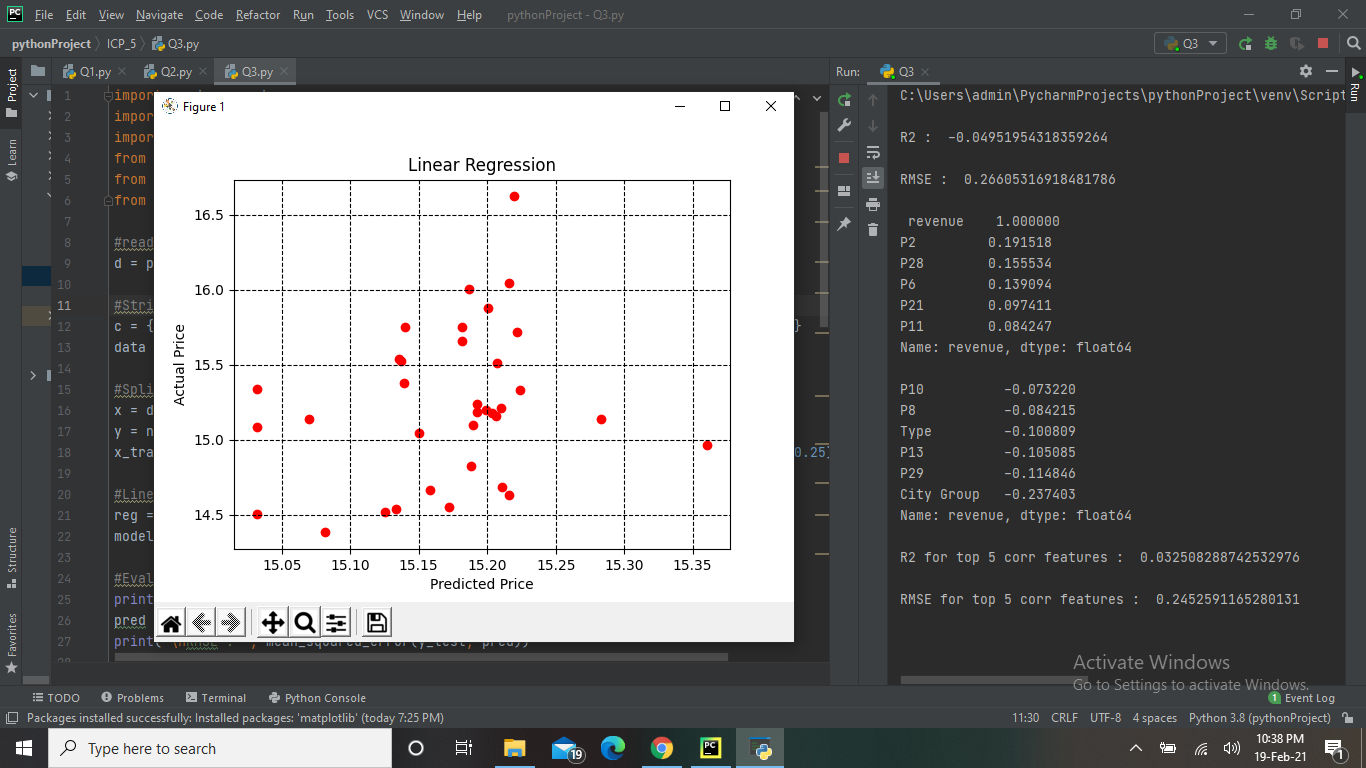 File Edit View Navigate Code Refactor Run Tools VCS Window Help pythonProject - Q3.py
pythonProject ICP_5 Q3.py
Q3
Project
Learn
Structure
Favorites
Q1.py Q2.py Q3.py
1 impor
2 impor
3 impor
4 from
5 from
6 from
7
8 #read
9 d = p
10
11 #Stri
12 c = { }
13 data
14
15 #Spli
16 x = d
17 y = n
18 x_tra 0.25)
19
20 #Line
21 reg =
22 model
23
24 #Eval
25 print
26 pred
27 print( mean_squared_error(y_test, pred))
28
Figure 1
Linear Regression
Actual Price
16.5
16.0
15.5
15.0
14.5
15.05 15.10 15.15 15.20 15.25 15.30 15.35
Predicted Price
Run: Q3
Run
C:\Users\admin\PycharmProjects\pythonProject\venv\Script
R2 :  -0.04951954318359264
RMSE :  0.26605316918481786
revenue 1.000000
P2 0.191518
P28 0.155534
P6 0.139094
P21 0.097411
P11 0.084247
Name: revenue, dtype: float64
P10 -0.073220
P8 -0.084215
Type -0.100809
P13 -0.105085
P29 -0.114846
City Group -0.237403
Name: revenue, dtype: float64
R2 for top 5 corr features :  0.032508288742532976
RMSE for top 5 corr features :  0.2452591165280131
Activate Windows
Go to Settings to activate Windows.
TODO Problems Terminal Python Console 1 Event Log
Packages installed successfully: Installed packages: 'matplotlib' (today 7:25 PM) 11:30 CRLF UTF-8 4 spaces Python 3.8 (pythonProject)
Type here to search
19
10:38 PM
19-Feb-21
1